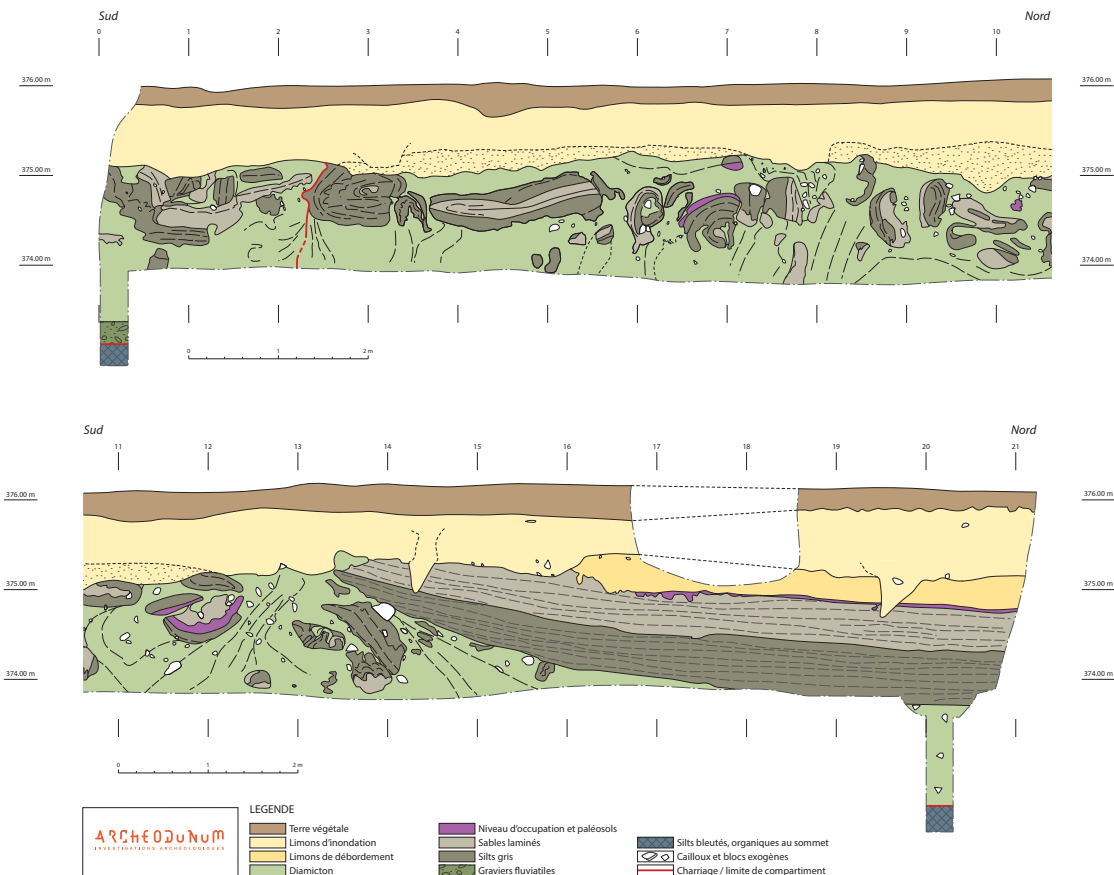 Sud Nord
0 1 2 3 4 5 6 7 8 9 10
376.00 m 376.00 m
375.00 m 375.00 m
374.00 m 374.00 m
0 1 2 m
Sud Nord
11 12 13 14 15 16 17 18 19 20 21
376.00 m 376.00 m
375.00 m 375.00 m
374.00 m 374.00 m
0 1 2 m
LEGENDE
ARCHEODUNUM
INVESTIGATIONS ARCHÉOLOGIQUES
Terre végétale
Limons d'inondation
Limons de débordement
Diamicton
Niveau d'occupation et paléosols
Sables laminés
Silts gris
Graviers fluviatiles
Silts bleutés, organiques au sommet
Cailloux et blocs exogènes
Charriage / limite de compartiment